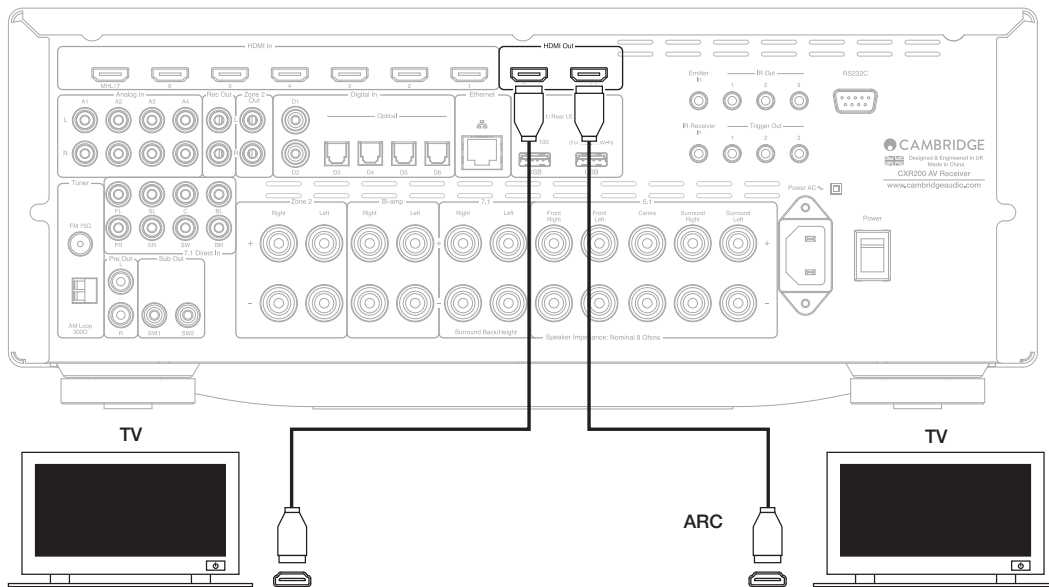 HDMI In
HDMI Out
MHL/7 6 5 4 3 2 1
Analog In
Rec Out
Zone 2
Out
Digital In
Ethernet
A1 A2 A3 A4
D1
Optical
L
R
L
R
D2 D3 D4 D5 D6
/ Rear US
100
(For
Wi-Fi)
USB
USB
Emitter
In
IR Out
1 2 3
RS232C
IR Receiver
In
Trigger Out
1 2 3
CAMBRIDGE
Designed & Engineered in UK
Made in China
CXR200 AV Receiver
www.cambridgeaudio.com
Tuner
FM 75Ω
AM Loop
300Ω
FL SL C BL
FR SR SW BR
7.1 Direct In
Pre Out
L
R
Sub Out
SW1 SW2
Zone 2
Bi-amp
7.1
5.1
Right Left Right Left Right Left
Front
Right
Front
Left
Centre
Surround
Right
Surround
Left
+ + +
– – –
Surround Back/Height
Speaker Impedance: Nominal 8 Ohms
Power AC
Power
TV
TV
ARC